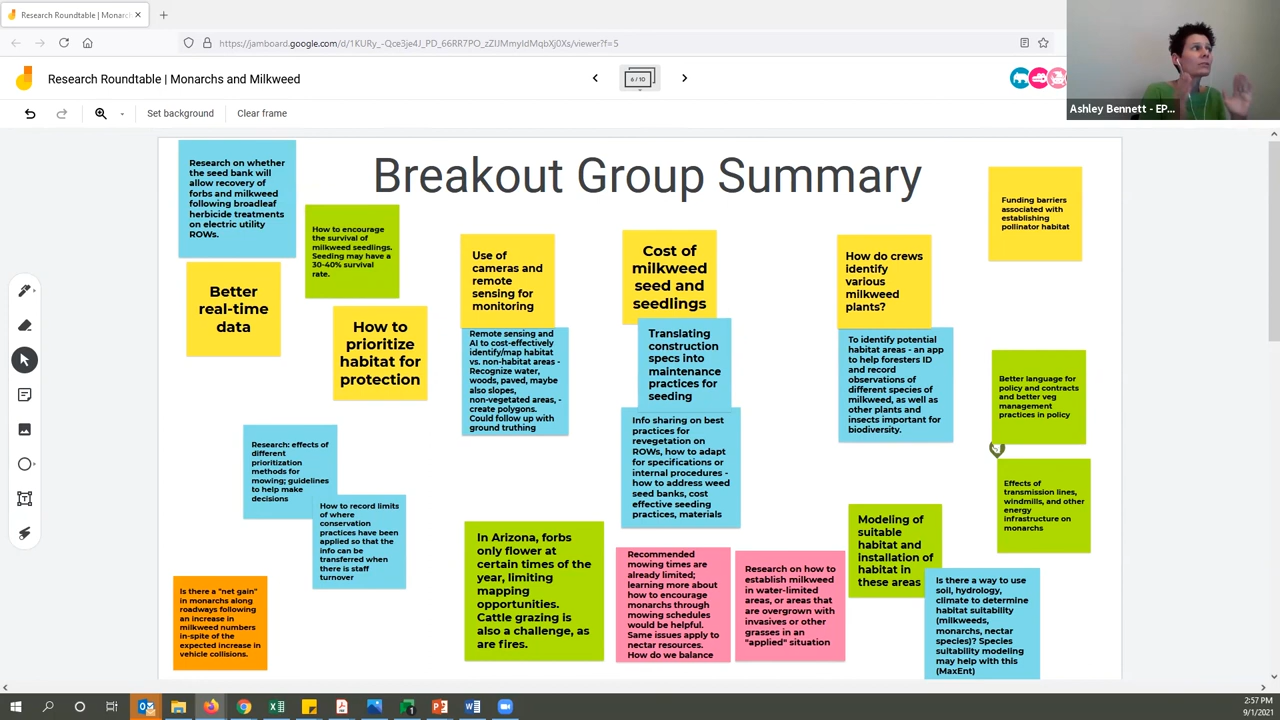 Research Roundtable | Monarch
https://jamboard.google.com/d/1KURy_-Qce3je4J_PD_66RR7PO_zZIJMmyIdMqbXj0Xs/viewer?f=5
Research Roundtable | Monarchs and Milkweed
6 / 10
Ashley Bennett - EP...
Set background
Clear frame
Breakout Group Summary
Research on whether
the seed bank will
allow recovery of
forbs and milkweed
following broadleaf
herbicide treatments
on electric utility
ROWs.
How to encourage
the survival of
milkweed seedlings.
Seeding may have a
30-40% survival
rate.
Better
real-time
data
How to
prioritize
habitat for
protection
Use of
cameras and
remote
sensing for
monitoring
Remote sensing and
AI to cost-effectively
identify/map habitat
vs. non-habitat areas -
Recognize water,
woods, paved, maybe
also slopes,
non-vegetated areas, -
create polygons.
Could follow up with
ground truthing
Cost of
milkweed
seed and
seedlings
Translating
construction
specs into
maintenance
practices for
seeding
Info sharing on best
practices for
revegetation on
ROWs, how to adapt
for specifications or
internal procedures -
how to address weed
seed banks, cost
effective seeding
practices, materials
How do crews
identify
various
milkweed
plants?
To identify potential
habitat areas - an app
to help foresters ID
and record
observations of
different species of
milkweed, as well as
other plants and
insects important for
biodiversity.
Funding barriers
associated with
establishing
pollinator habitat
Better language for
policy and contracts
and better veg
management
practices in policy
Effects of
transmission lines,
windmills, and other
energy
infrastructure on
monarchs
Research: effects of
different
prioritization
methods for
mowing; guidelines
to help make
decisions
How to record limits
of where
conservation
practices have been
applied so that the
info can be
transferred when
there is staff
turnover
Is there a "net gain"
in monarchs along
roadways following
an increase in
milkweed numbers
in-spite of the
expected increase in
vehicle collisions.
In Arizona, forbs
only flower at
certain times of the
year, limiting
mapping
opportunities.
Cattle grazing is
also a challenge, as
are fires.
Recommended
mowing times are
already limited;
learning more about
how to encourage
monarchs through
mowing schedules
would be helpful.
Same issues apply to
nectar resources.
How do we balance
Research on how to
establish milkweed
in water-limited
areas, or areas that
are overgrown with
invasives or other
grasses in an
"applied" situation
Modeling of
suitable
habitat and
installation of
habitat in
these areas
Is there a way to use
soil, hydrology,
climate to determine
habitat suitability
(milkweeds,
monarchs, nectar
species)? Species
suitability modeling
may help with this
(MaxEnt)
2:57 PM
9/1/2021